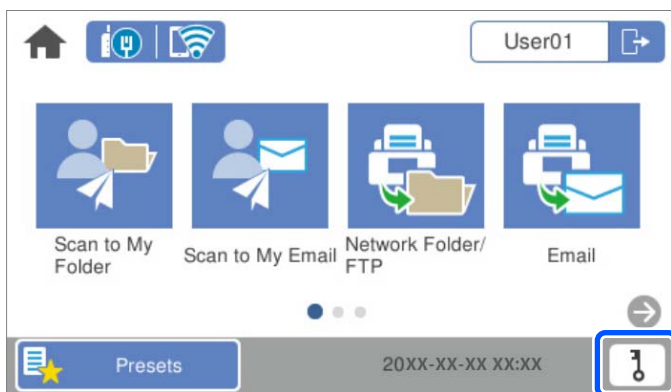 User01
Scan to My
Folder
Scan to My Email
Network Folder/
FTP
Email
Presets
20XX-XX-XX XX:XX